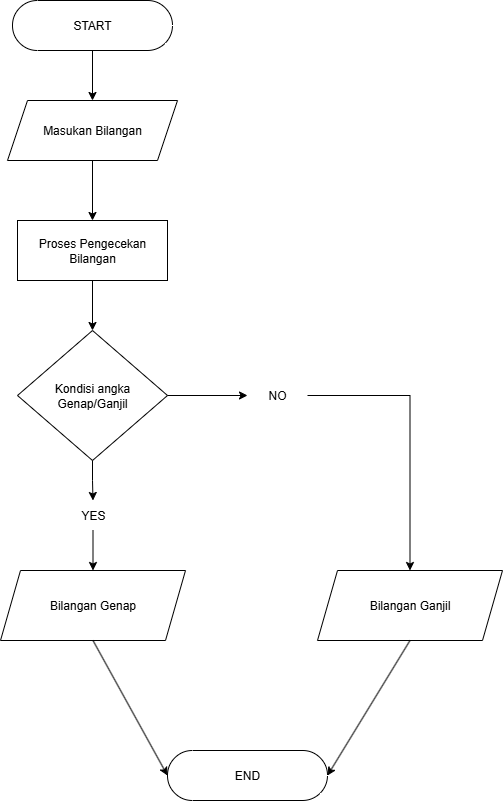 START
Masukan Bilangan
Proses Pengecekan
Bilangan
Kondisi angka
Genap/Ganjil
NO
YES
Bilangan Genap
Bilangan Ganjil
END